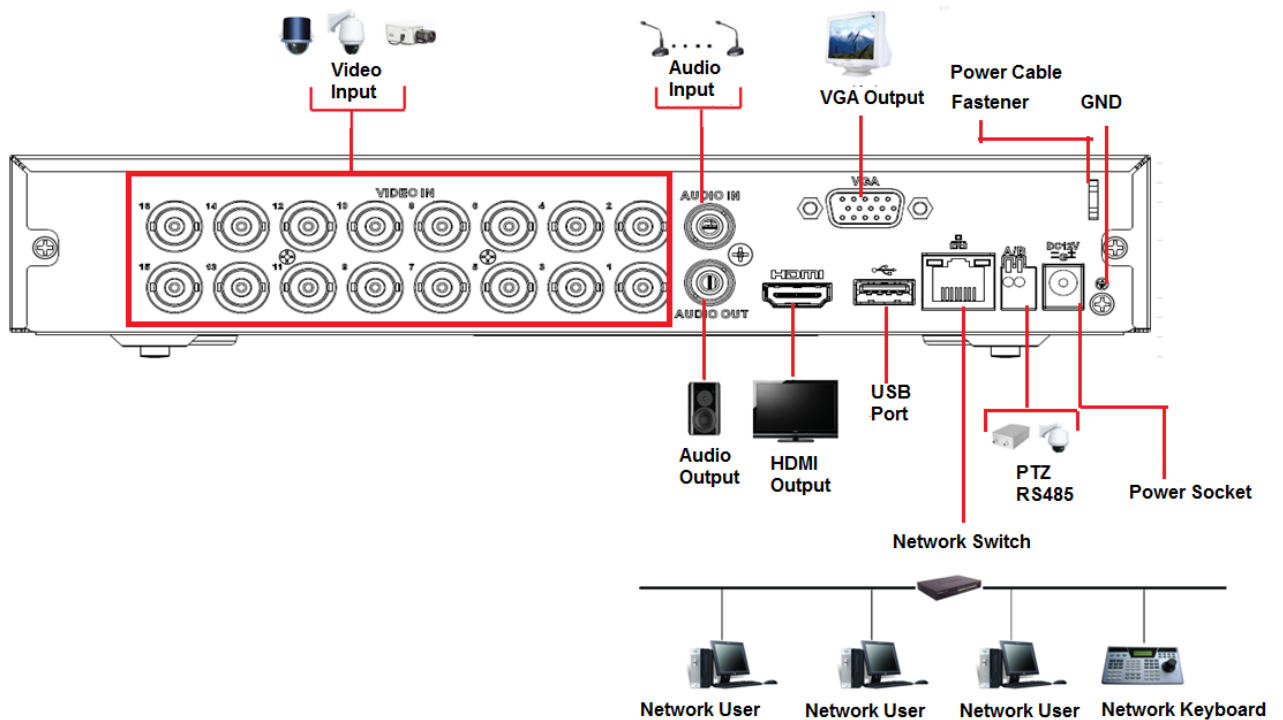 Video
Input
Audio
Input
VGA Output
Power Cable
Fastener
GND
VIDEO IN
16 14 12 10 8 6 4 2
15 13 11 9 7 5 3 1
AUDIO IN
AUDIO OUT
VGA
HDMI
A/B
DC12V
Audio
Output
HDMI
Output
USB
Port
PTZ
RS485
Power Socket
Network Switch
Network User
Network User
Network User
Network Keyboard